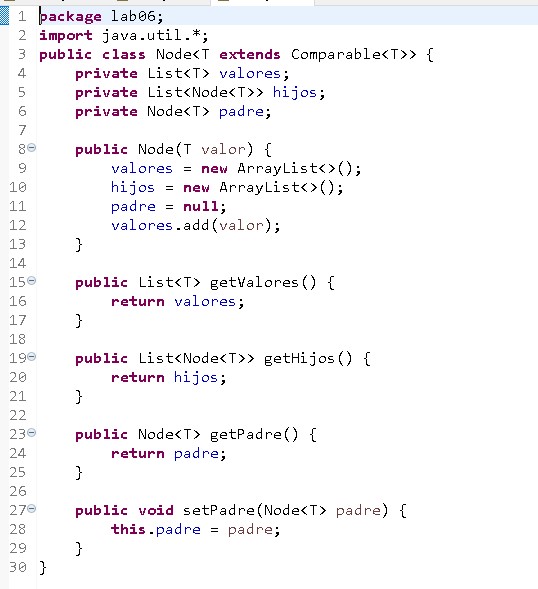 1 package lab06;
2 import java.util.*;
3 public class Node<T extends Comparable<T>> {
4     private List<T> valores;
5     private List<Node<T>> hijos;
6     private Node<T> padre;
7
8     public Node(T valor) {
9         valores = new ArrayList<>();
10         hijos = new ArrayList<>();
11         padre = null;
12         valores.add(valor);
13     }
14
15     public List<T> getValores() {
16         return valores;
17     }
18
19     public List<Node<T>> getHijos() {
20         return hijos;
21     }
22
23     public Node<T> getPadre() {
24         return padre;
25     }
26
27     public void setPadre(Node<T> padre) {
28         this.padre = padre;
29     }
30 }